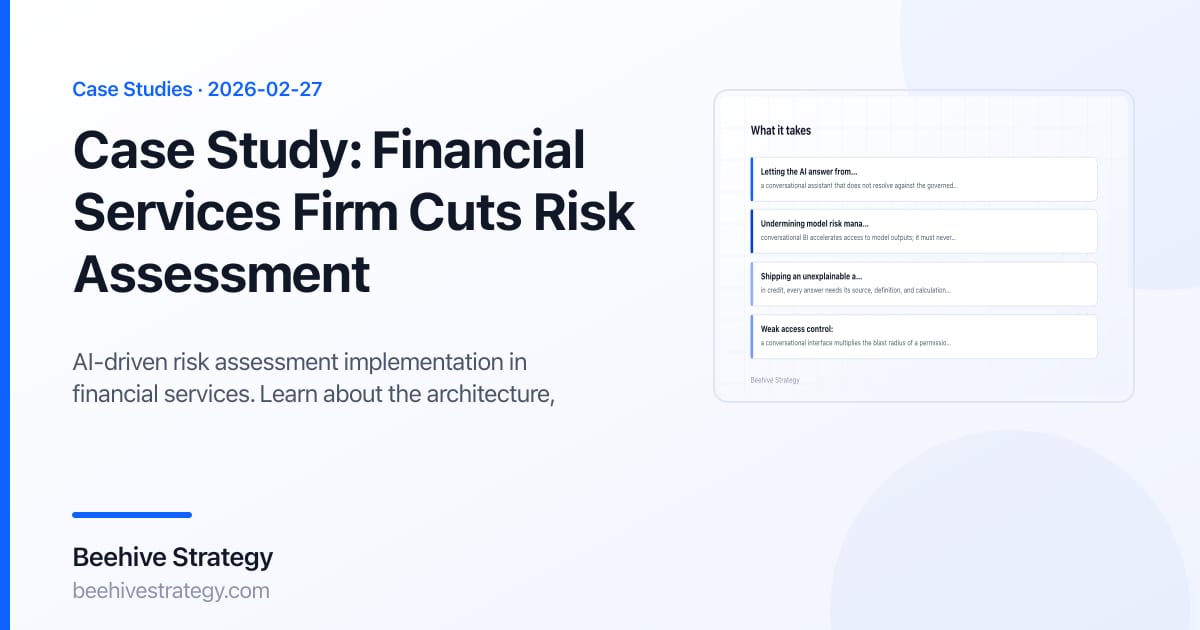 Case Studies · 2026-02-27
Case Study: Financial
Services Firm Cuts Risk
Assessment
AI-driven risk assessment implementation in
financial services. Learn about the architecture,
Beehive Strategy
beehivestrategy.com
What it takes
Letting the AI answer from...
a conversational assistant that does not resolve against the governed...
Undermining model risk mana...
conversational BI accelerates access to model outputs; it must never...
Shipping an unexplainable a...
in credit, every answer needs its source, definition, and calculation...
Weak access control:
a conversational interface multiplies the blast radius of a permissio...
Beehive Strategy